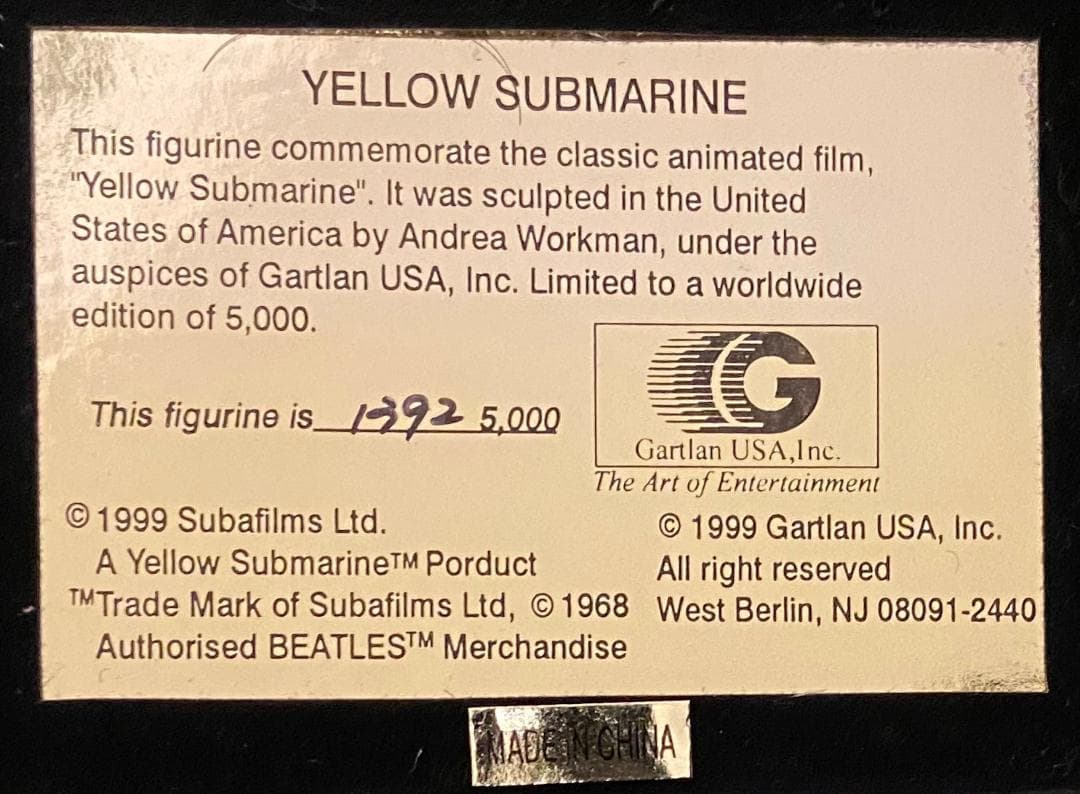 YELLOW SUBMARINE
This figurine commemorate the classic animated film,
"Yellow Submarine". It was sculpted in the United
States of America by Andrea Workman, under the
auspices of Gartlan USA, Inc. Limited to a worldwide
edition of 5,000.
This figurine is 1392 5,000
G
Gartlan USA,Inc.
The Art of Entertainment
© 1999 Subafilms Ltd.
A Yellow Submarine™ Porduct
™Trade Mark of Subafilms Ltd, © 1968
Authorised BEATLES™ Merchandise
© 1999 Gartlan USA, Inc.
All right reserved
West Berlin, NJ 08091-2440
MADE IN CHINA